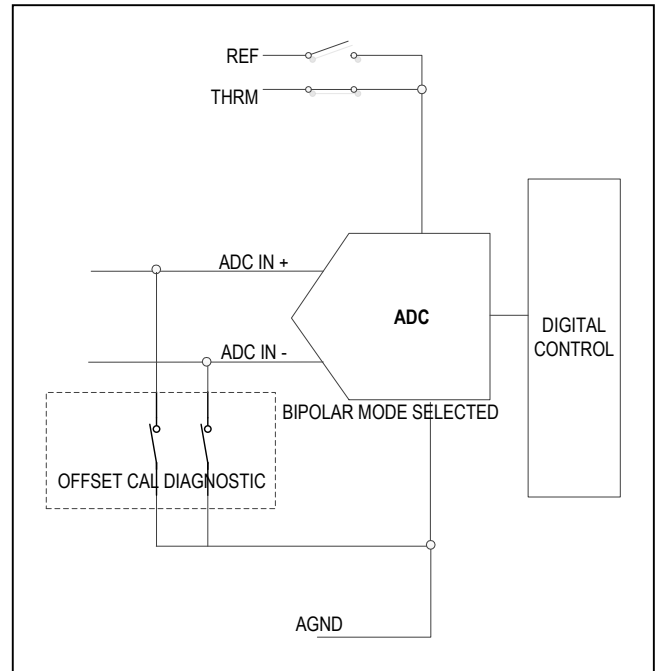 REF
THRM
ADC IN +
ADC
DIGITAL
CONTROL
ADC IN -
BIPOLAR MODE SELECTED
OFFSET CAL DIAGNOSTIC
AGND